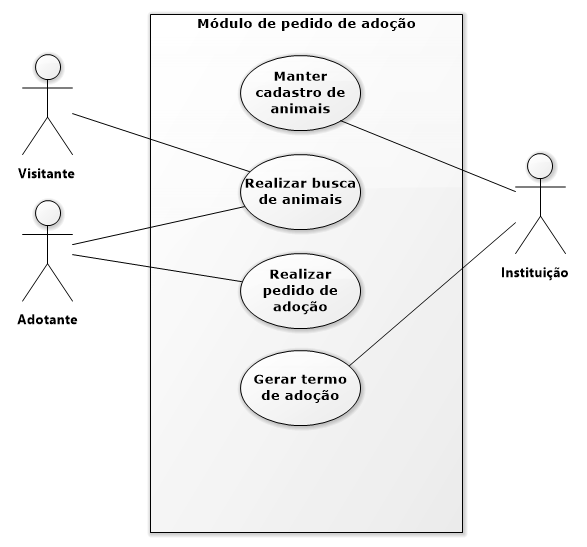 Módulo de pedido de adoção
Manter
cadastro de
animais
Visitante
Realizar busca
de animais
Adotante
Realizar
pedido de
adoção
Instituição
Gerar termo
de adoção